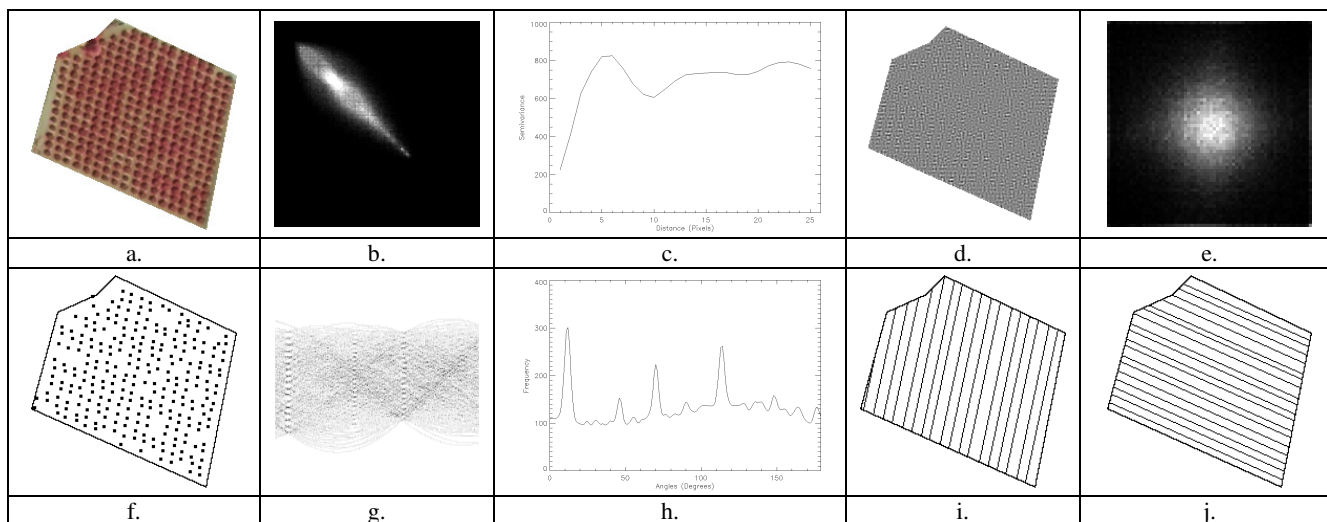 1000
800
600
400
200
0
Semivariance
0 5 10 15 20 25
Distance (Pixels)
a. b. c. d. e.
400
300
200
100
0
Frequency
0 50 100 150
Angles (Degrees)
f. g. h. i. j.